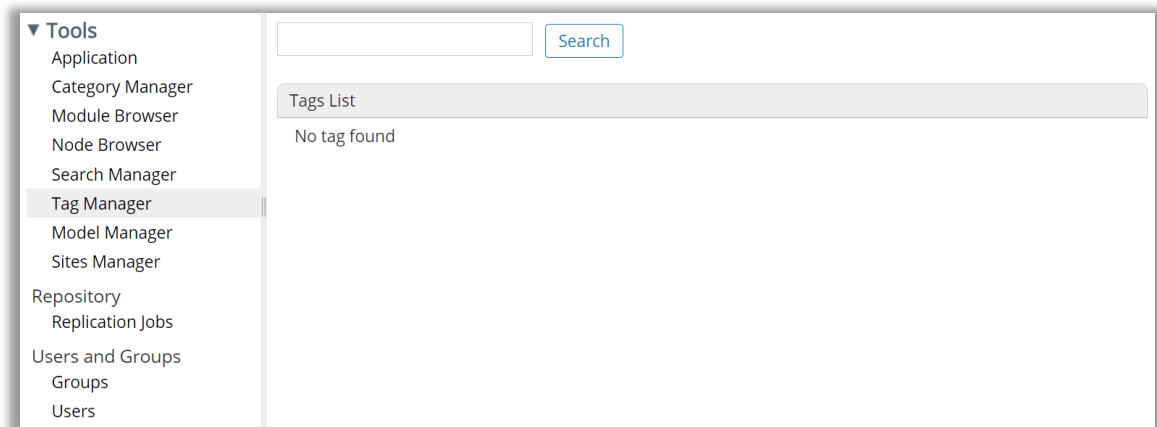 Tools
Application
Category Manager
Module Browser
Node Browser
Search Manager
Tag Manager
Model Manager
Sites Manager
Repository
Replication Jobs
Users and Groups
Groups
Users
Search
Tags List
No tag found